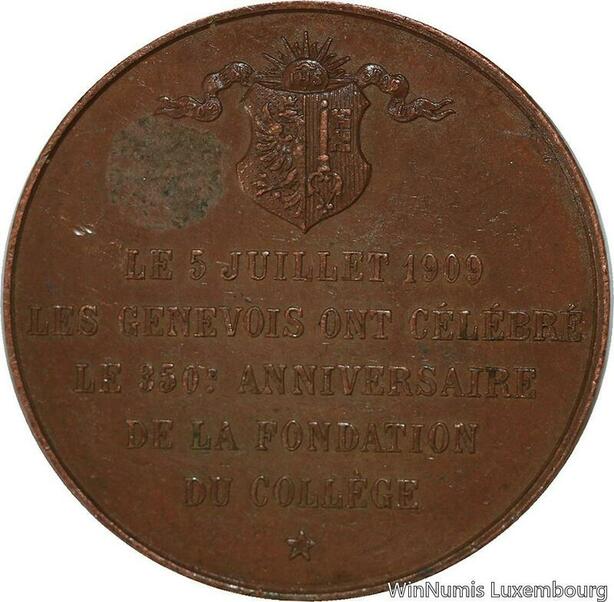 IHS
LE 5 JUILLET 1909
LES GENEVOIS ONT CÉLÉBRÉ
LE 350E ANNIVERSAIRE
DE LA FONDATION
DU COLLÈGE
WinNumis Luxembourg